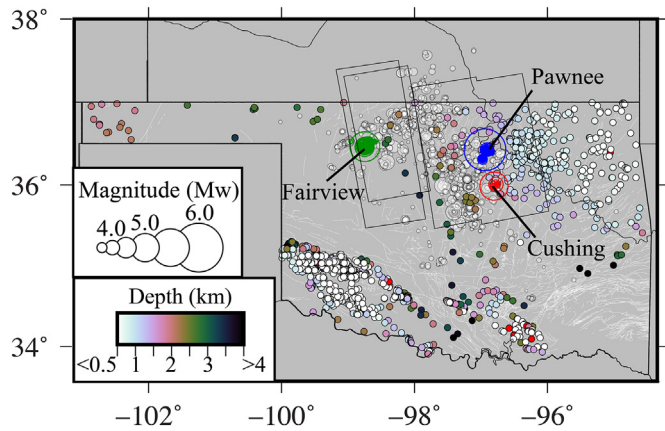 38°
Pawnee
36°
Fairview
Magnitude (Mw)
4.0 5.0 6.0
Cushing
Depth (km)
<0.5 1 2 3 >4
34°
−102° −100° −98° −96°